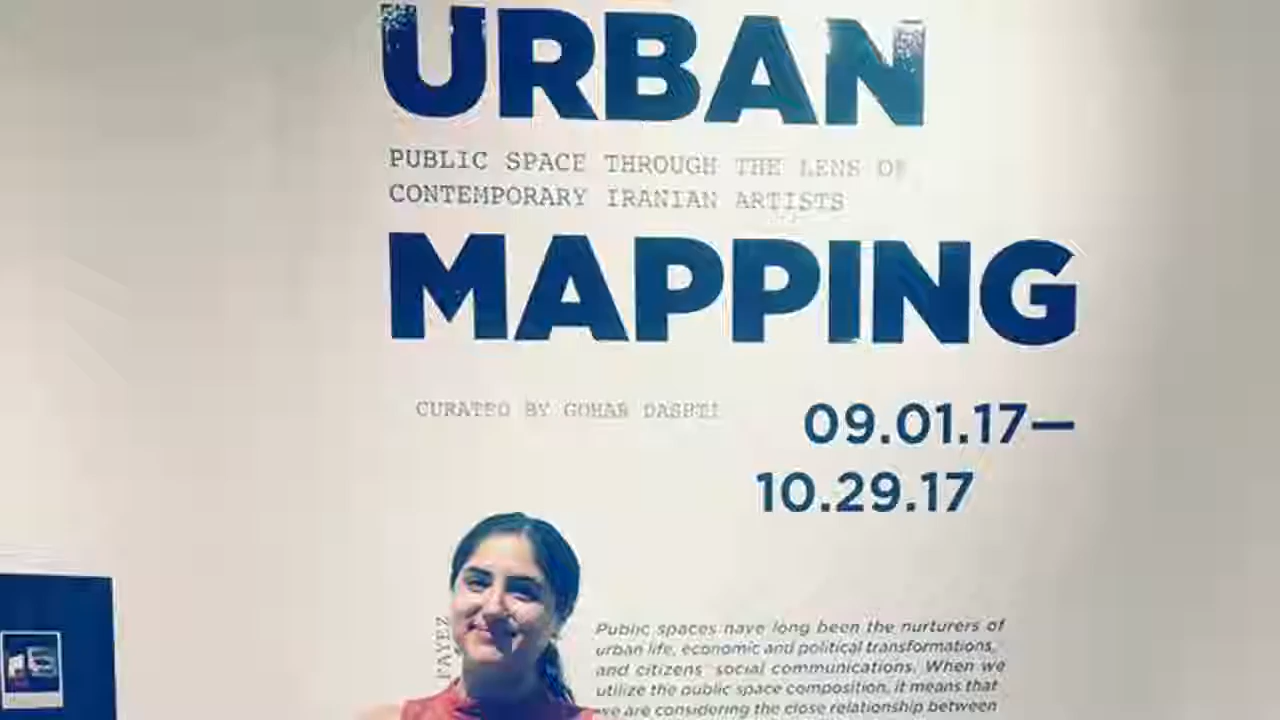 URBAN
PUBLIC SPACE THROUGH THE LENS OF
CONTEMPORARY IRANIAN ARTISTS
MAPPING
CURATED BY GOHAR DASHTI
09.01.17—
10.29.17
FAYEZ
Public spaces have long been the nurturers of
urban life, economic and political transformations,
and citizens' social communications. When we
utilize the public space composition, it means that
we are considering the close relationship between